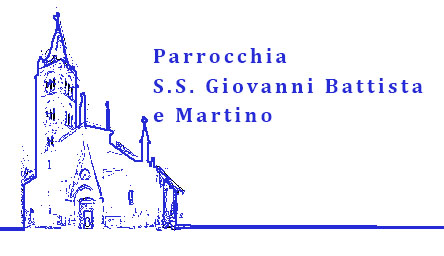 Parrocchia
S.S. Giovanni Battista
e Martino